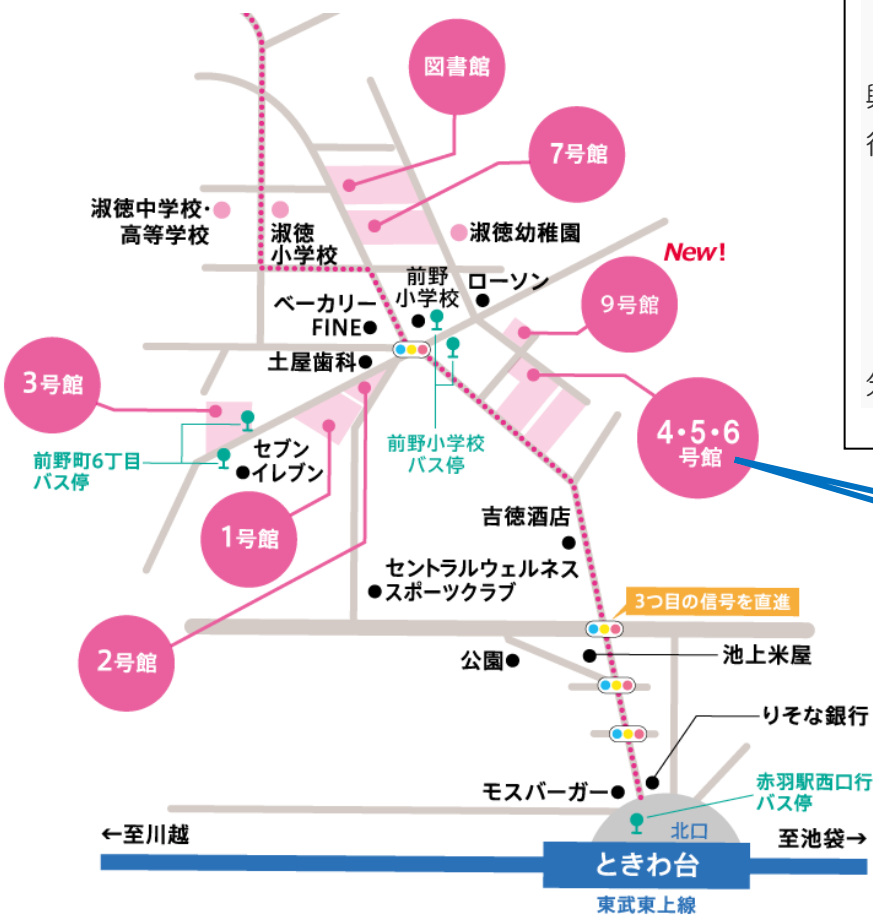 図書館
7号館
淑徳中学校・
高等学校
淑徳
小学校
淑徳幼稚園
New!
前野
小学校
ローソン
9号館
ベーカリー
FINE
土屋歯科
3号館
4・5・6
号館
前野小学校
バス停
前野町6丁目
バス停
セブン
イレブン
1号館
吉徳酒店
セントラルウェルネス
スポーツクラブ
3つ目の信号を直進
2号館
公園
池上米屋
りそな銀行
モスバーガー
赤羽駅西口行
バス停
北口
←至川越
至池袋→
ときわ台
東武東上線